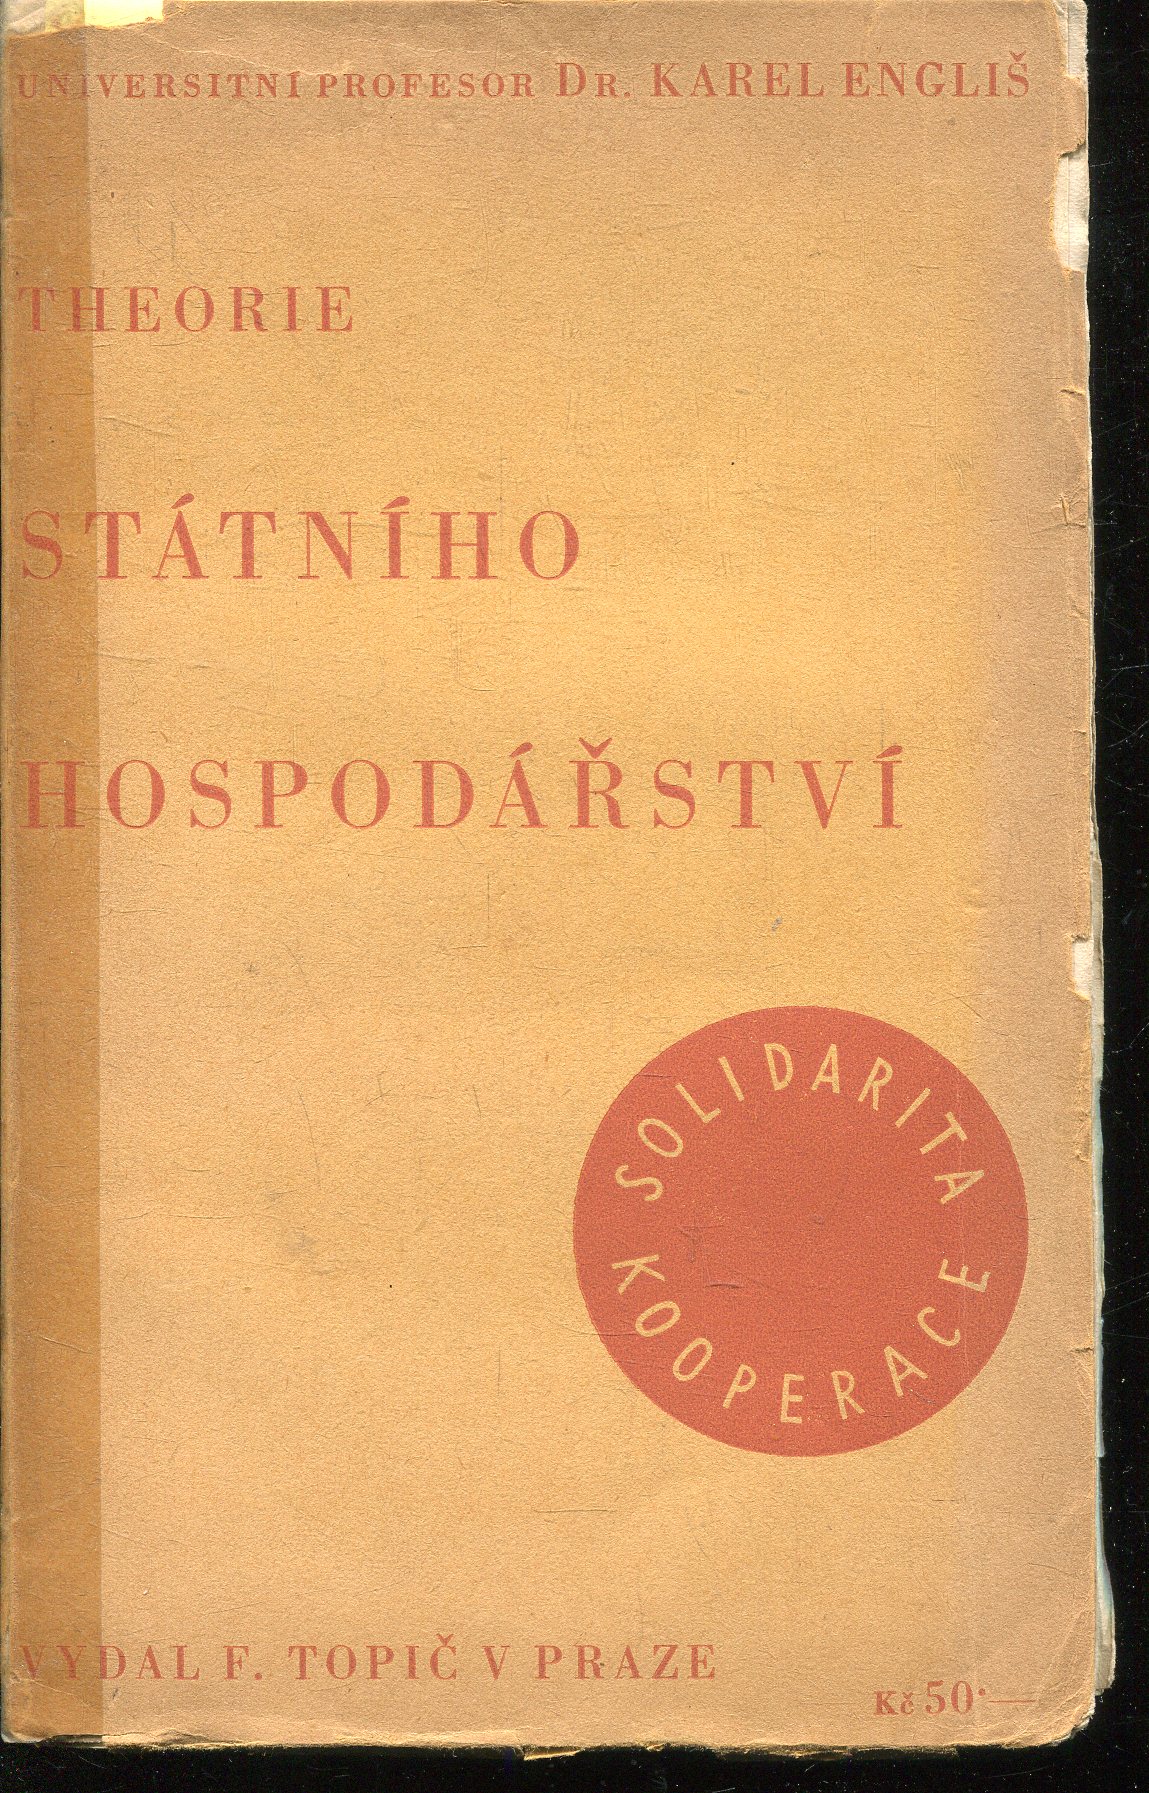 UNIVERSITNÍ PROFESOR DR. KAREL ENGLIŠ
THEORIE
STÁTNÍHO
HOSPODÁŘSTVÍ
SOLIDARITA
KOOPERACE
VYDAL F. TOPIČ V PRAZE
Kč 50·—